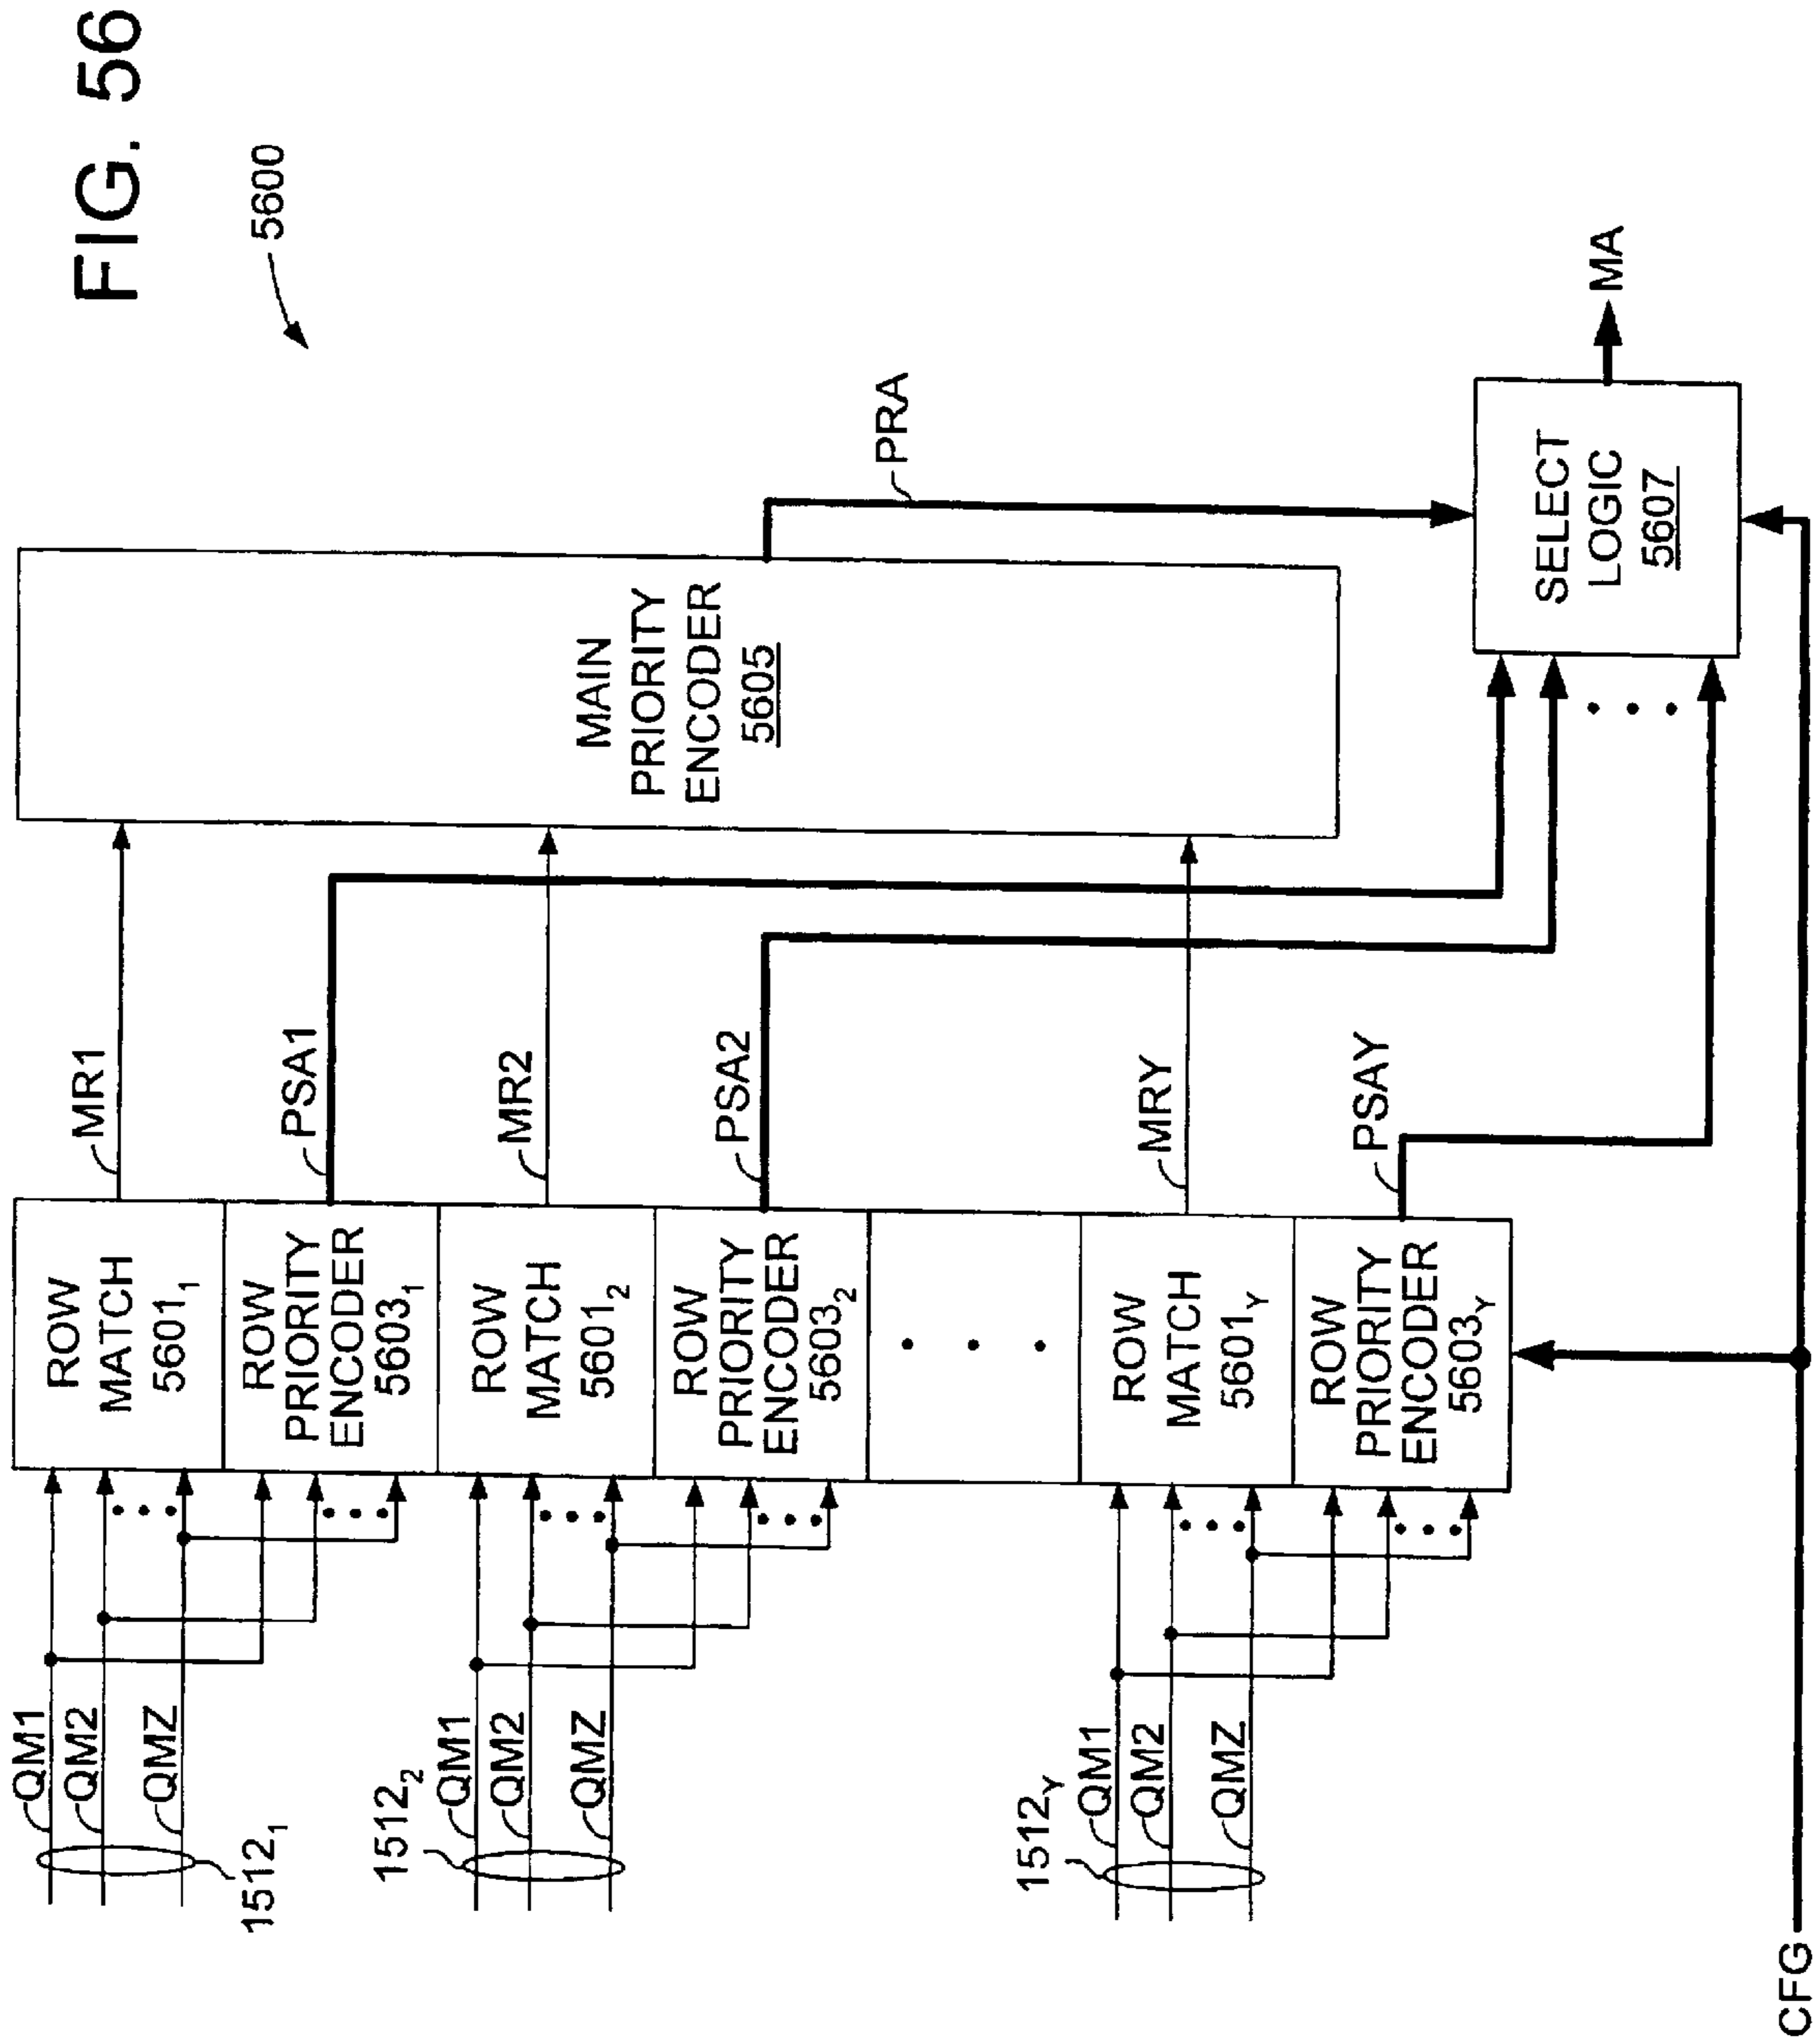 FIG. 56
5600
QM1
QM2
QMZ
1512₁
ROW
MATCH
5601₁
MR1
ROW
PRIORITY
ENCODER
5603₁
PSA1
1512₂
QM1
QM2
QMZ
ROW
MATCH
5601₂
MR2
ROW
PRIORITY
ENCODER
5603₂
PSA2
1512Y
QM1
QM2
QMZ
ROW
MATCH
5601Y
MRY
ROW
PRIORITY
ENCODER
5603Y
PSAY
MAIN
PRIORITY
ENCODER
5605
PRA
SELECT
LOGIC
5607
MA
CFG